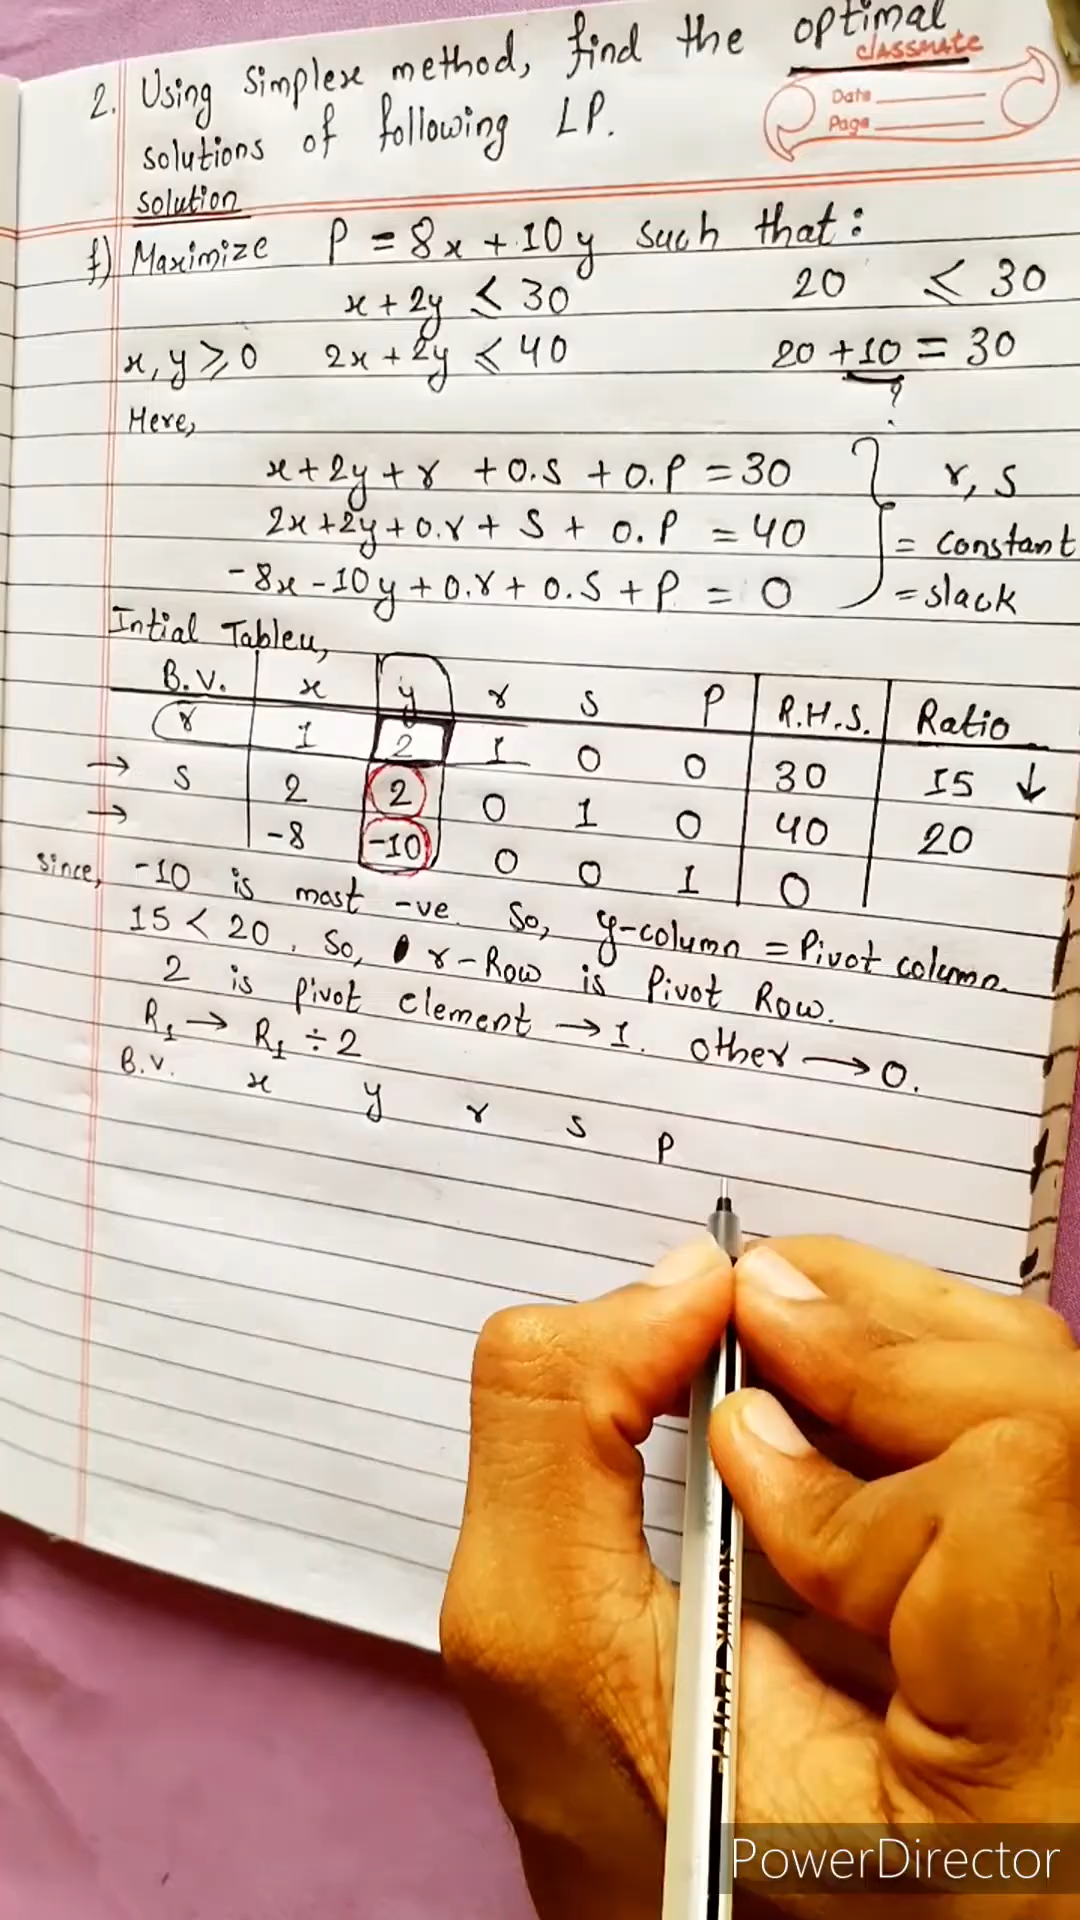 2. Using Simplex method, find the optimal
classmate
Date
Page
solutions of following LP.
solution
f) Maximize P = 8x + 10y such that:
x + 2y ≤ 30 20 ≤ 30
x, y ≥ 0 2x + 2y ≤ 40 20 + 10 = 30
?
Here,
x + 2y + r + 0.S + 0.P = 30 } r, s
2x + 2y + 0.r + S + 0.P = 40 = constant
-8x - 10y + 0.r + 0.S + P = 0 = slack
Intial Tableu,
B.V. x y r s P R.H.S. Ratio
r 1 2 1 0 0 30 15 ↓
→ s 2 2 0 1 0 40 20
→ -8 -10 0 0 1 0
Since, -10 is most -ve. So, y-column = Pivot column.
15 < 20. So, r-Row is Pivot Row.
2 is pivot element → 1. other → 0.
R1 → R1 ÷ 2
B.V. x y r s P
PowerDirector